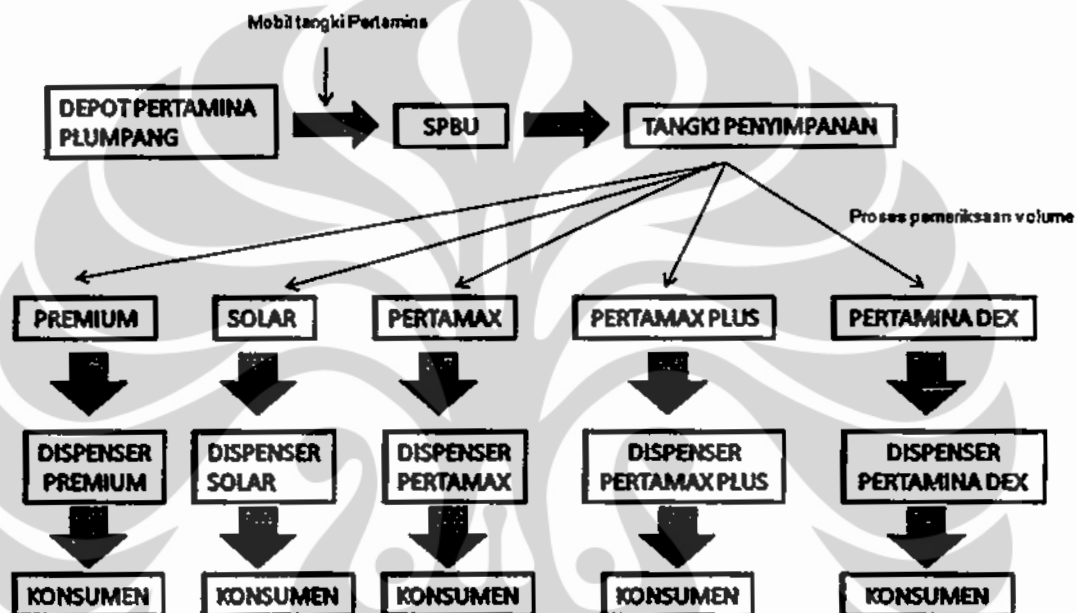 Mobil tangki Pertamina
DEPOT PERTAMINA
PLUMPANG
SPBU
TANGKI PENYIMPANAN
Proses pemeriksaan volume
PREMIUM
SOLAR
PERTAMAX
PERTAMAX PLUS
PERTAMINA DEX
DISPENSER
PREMIUM
DISPENSER
SOLAR
DISPENSER
PERTAMAX
DISPENSER
PERTAMAX PLUS
DISPENSER
PERTAMINA DEX
KONSUMEN
KONSUMEN
KONSUMEN
KONSUMEN
KONSUMEN